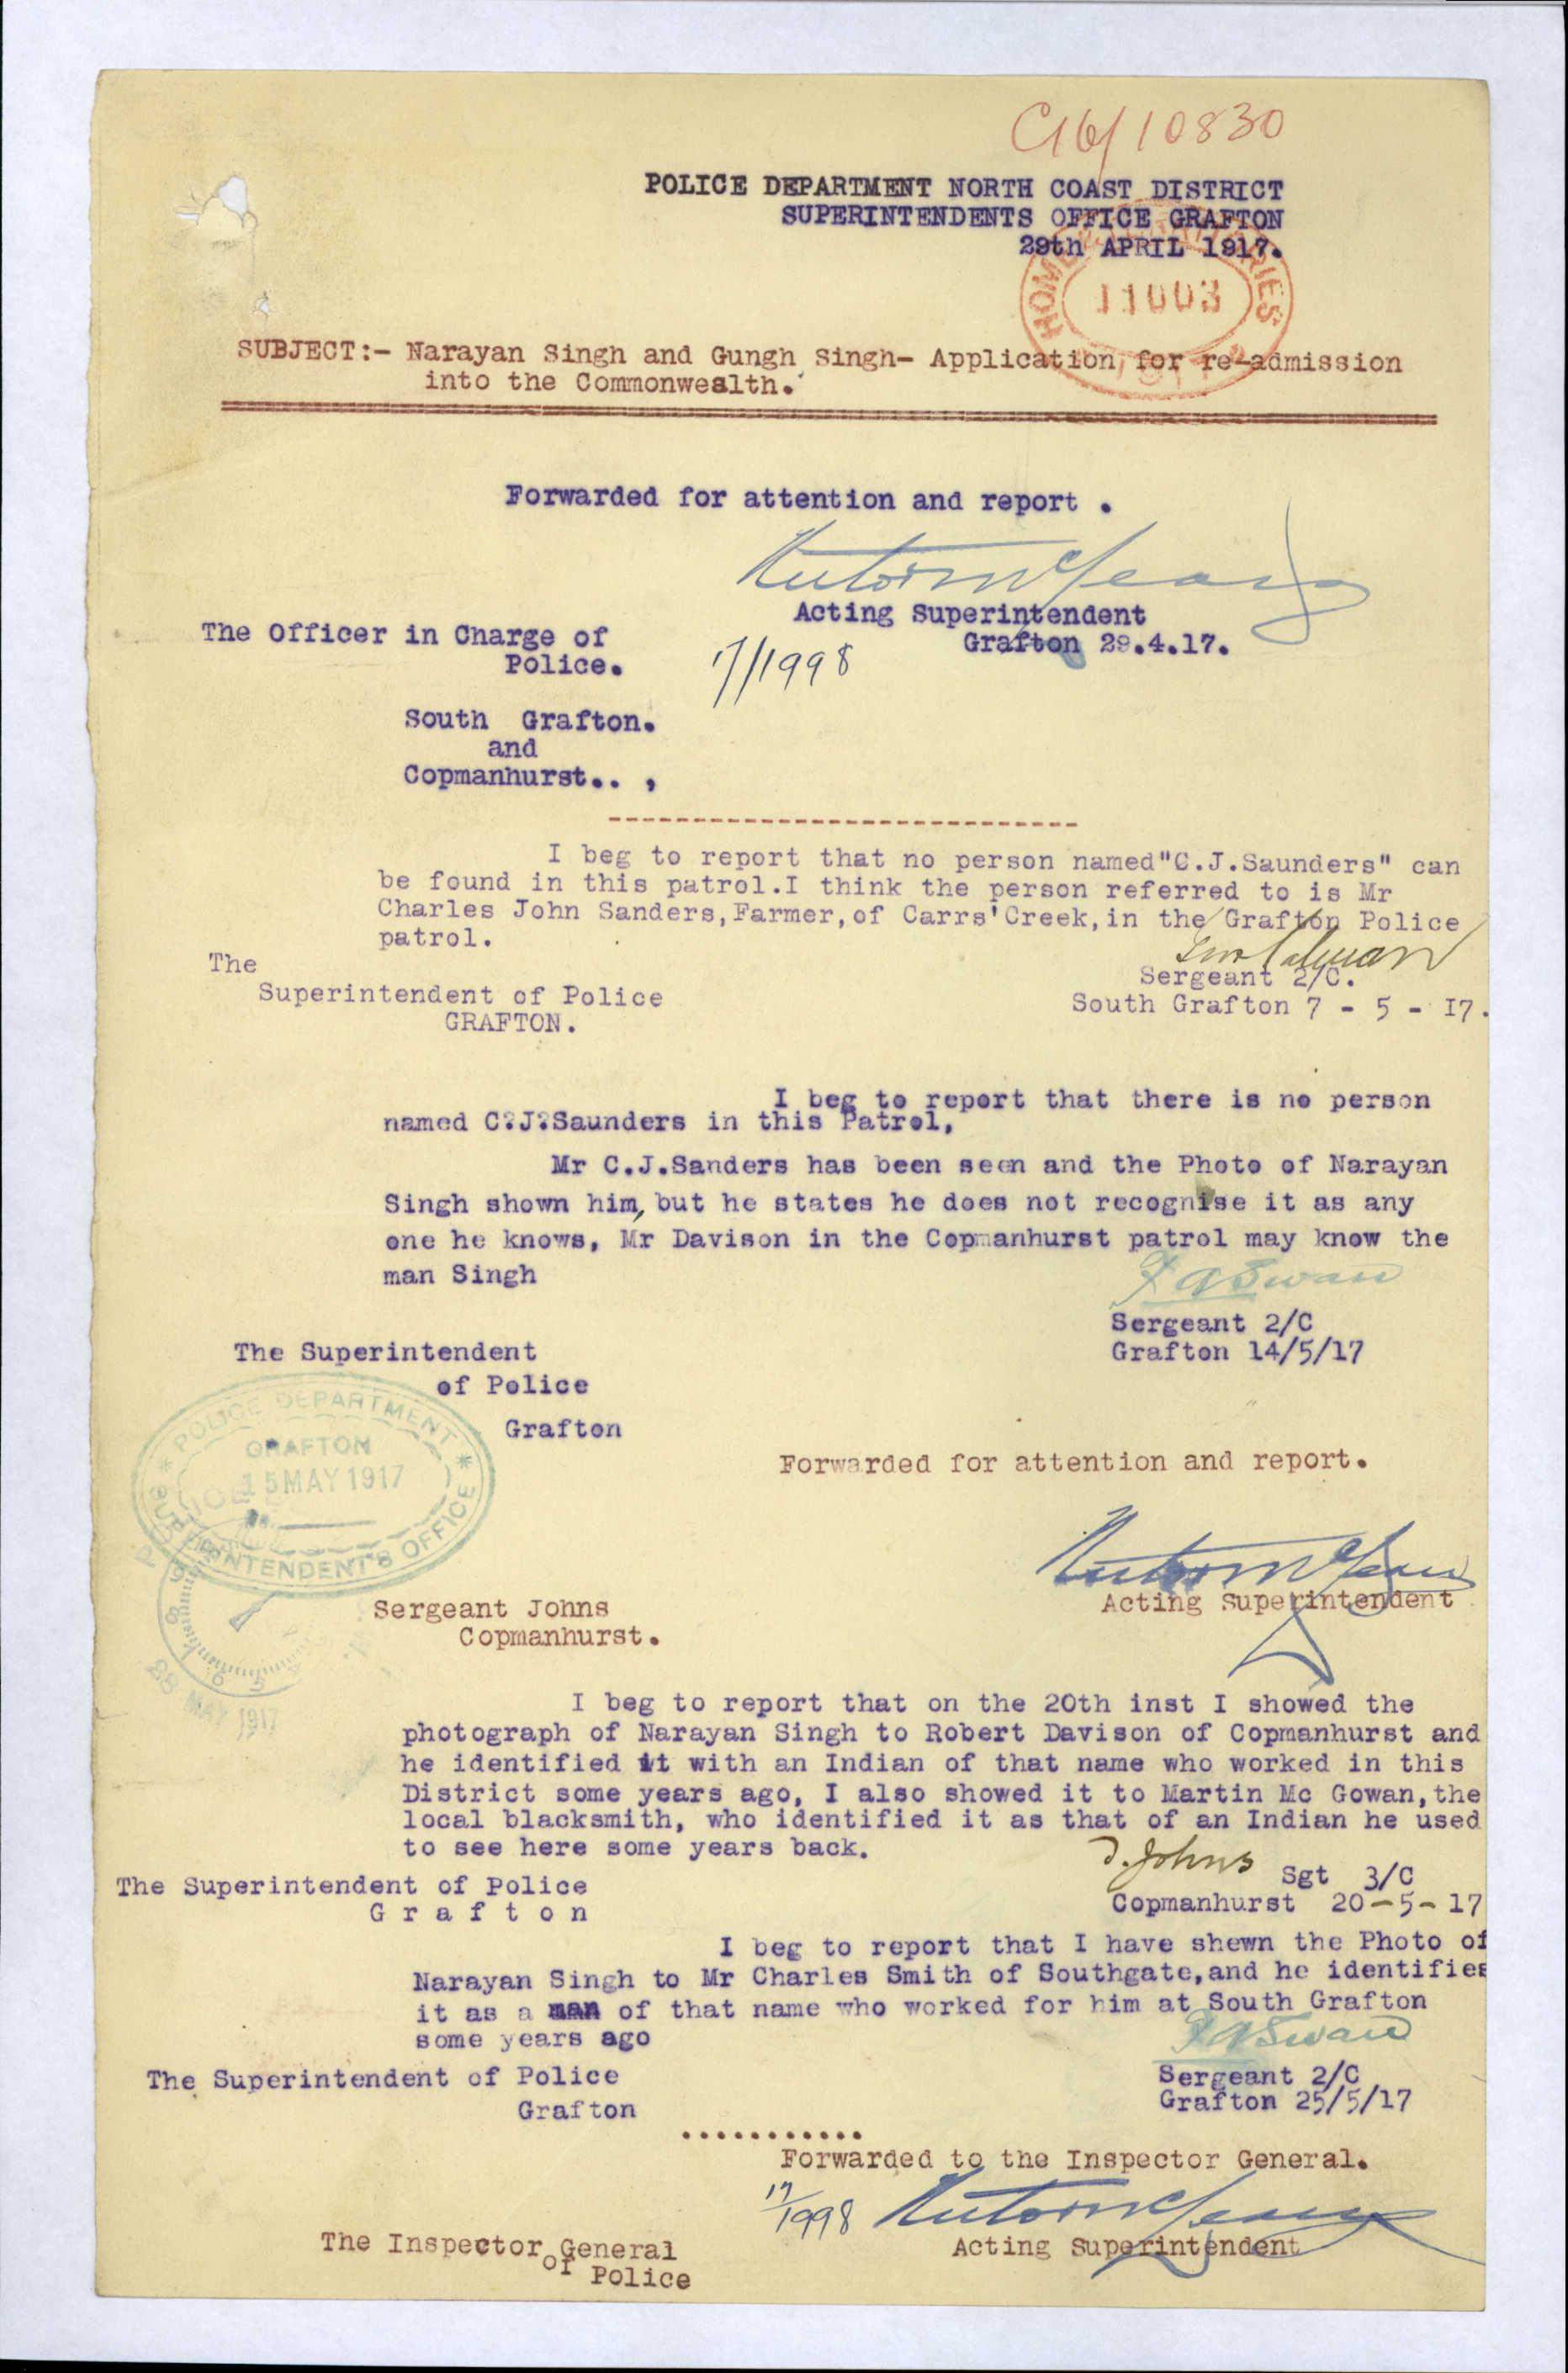 C16/10830
POLICE DEPARTMENT NORTH COAST DISTRICT
SUPERINTENDENTS OFFICE GRAFTON
29th APRIL 1917.
HOME
RIES
11003
SUBJECT:- Narayan Singh and Gungh Singh- Application for re-admission
into the Commonwealth.
Forwarded for attention and report .
Acting Superintendent
Grafton 29.4.17.
The Officer in Charge of
Police.
17/1998
South Grafton.
and
Copmanhurst.. ,
I beg to report that no person named"C.J.Saunders" can
be found in this patrol.I think the person referred to is Mr
Charles John Sanders,Farmer,of Carrs'Creek,in the Grafton Police
patrol.
The
Superintendent of Police
GRAFTON.
Sergeant 2/C.
South Grafton 7 - 5 - I7.
I beg to report that there is no person
named C?J?Saunders in this Patrol,
Mr C.J.Sanders has been seen and the Photo of Narayan
Singh shown him, but he states he does not recognise it as any
one he knows, Mr Davison in the Copmanhurst patrol may know the
man Singh
F A Swan
Sergeant 2/C
Grafton 14/5/17
The Superintendent
of Police
Grafton
POLICE DEPARTMENT
GRAFTON
15 MAY 1917
SUPERINTENDENT'S OFFICE
Forwarded for attention and report.
Acting Superintendent
Sergeant Johns
Copmanhurst.
23 MAY 1917
I beg to report that on the 20th inst I showed the
photograph of Narayan Singh to Robert Davison of Copmanhurst and
he identified it with an Indian of that name who worked in this
District some years ago, I also showed it to Martin Mc Gowan,the
local blacksmith, who identified it as that of an Indian he used
to see here some years back.
J. Johns
Sgt 3/C
Copmanhurst 20-5-17
The Superintendent of Police
G r a f t o n
I beg to report that I have shewn the Photo of
Narayan Singh to Mr Charles Smith of Southgate,and he identifies
it as a man of that name who worked for him at South Grafton
some years ago
F A Swan
Sergeant 2/C
Grafton 25/5/17
The Superintendent of Police
Grafton
...........
Forwarded to the Inspector General.
17/1998
Acting Superintendent
The Inspector General
of
Police